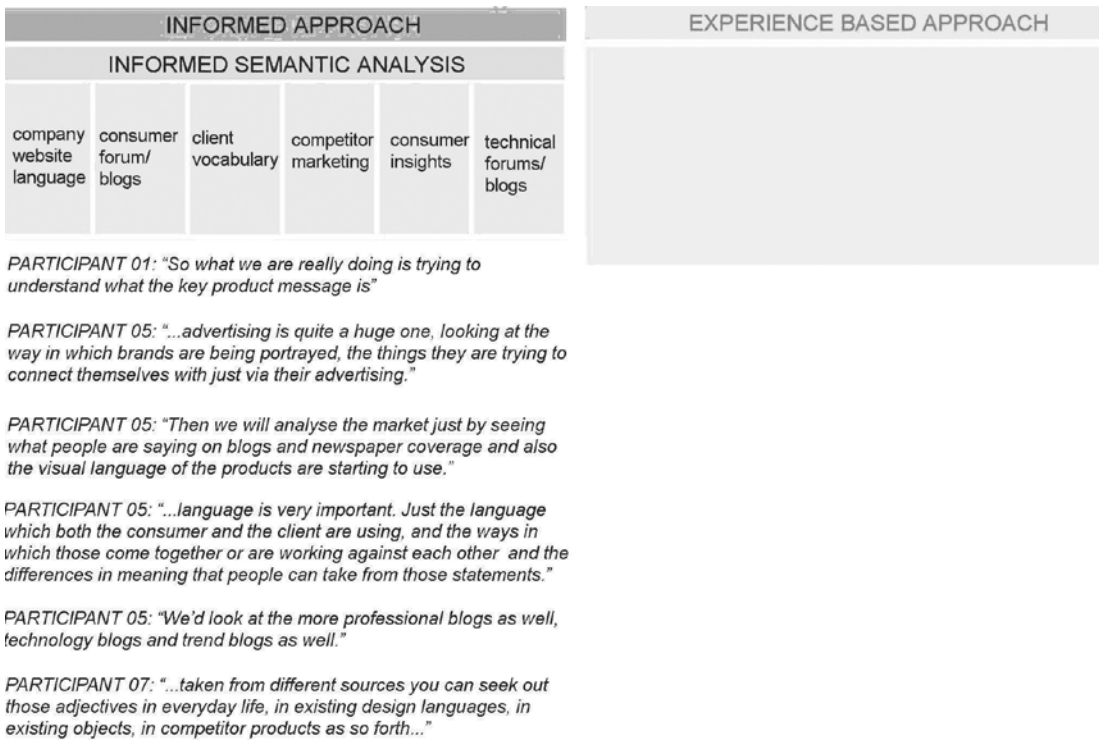 INFORMED APPROACH
EXPERIENCE BASED APPROACH
INFORMED SEMANTIC ANALYSIS
company
website
language
consumer
forum/
blogs
client
vocabulary
competitor
marketing
consumer
insights
technical
forums/
blogs
PARTICIPANT 01: “So what we are really doing is trying to
understand what the key product message is”
PARTICIPANT 05: “...advertising is quite a huge one, looking at the
way in which brands are being portrayed, the things they are trying to
connect themselves with just via their advertising.”
PARTICIPANT 05: “Then we will analyse the market just by seeing
what people are saying on blogs and newspaper coverage and also
the visual language of the products are starting to use.”
PARTICIPANT 05: “...language is very important. Just the language
which both the consumer and the client are using, and the ways in
which those come together or are working against each other and the
differences in meaning that people can take from those statements.”
PARTICIPANT 05: “We’d look at the more professional blogs as well,
technology blogs and trend blogs as well.”
PARTICIPANT 07: “...taken from different sources you can seek out
those adjectives in everyday life, in existing design languages, in
existing objects, in competitor products as so forth...”